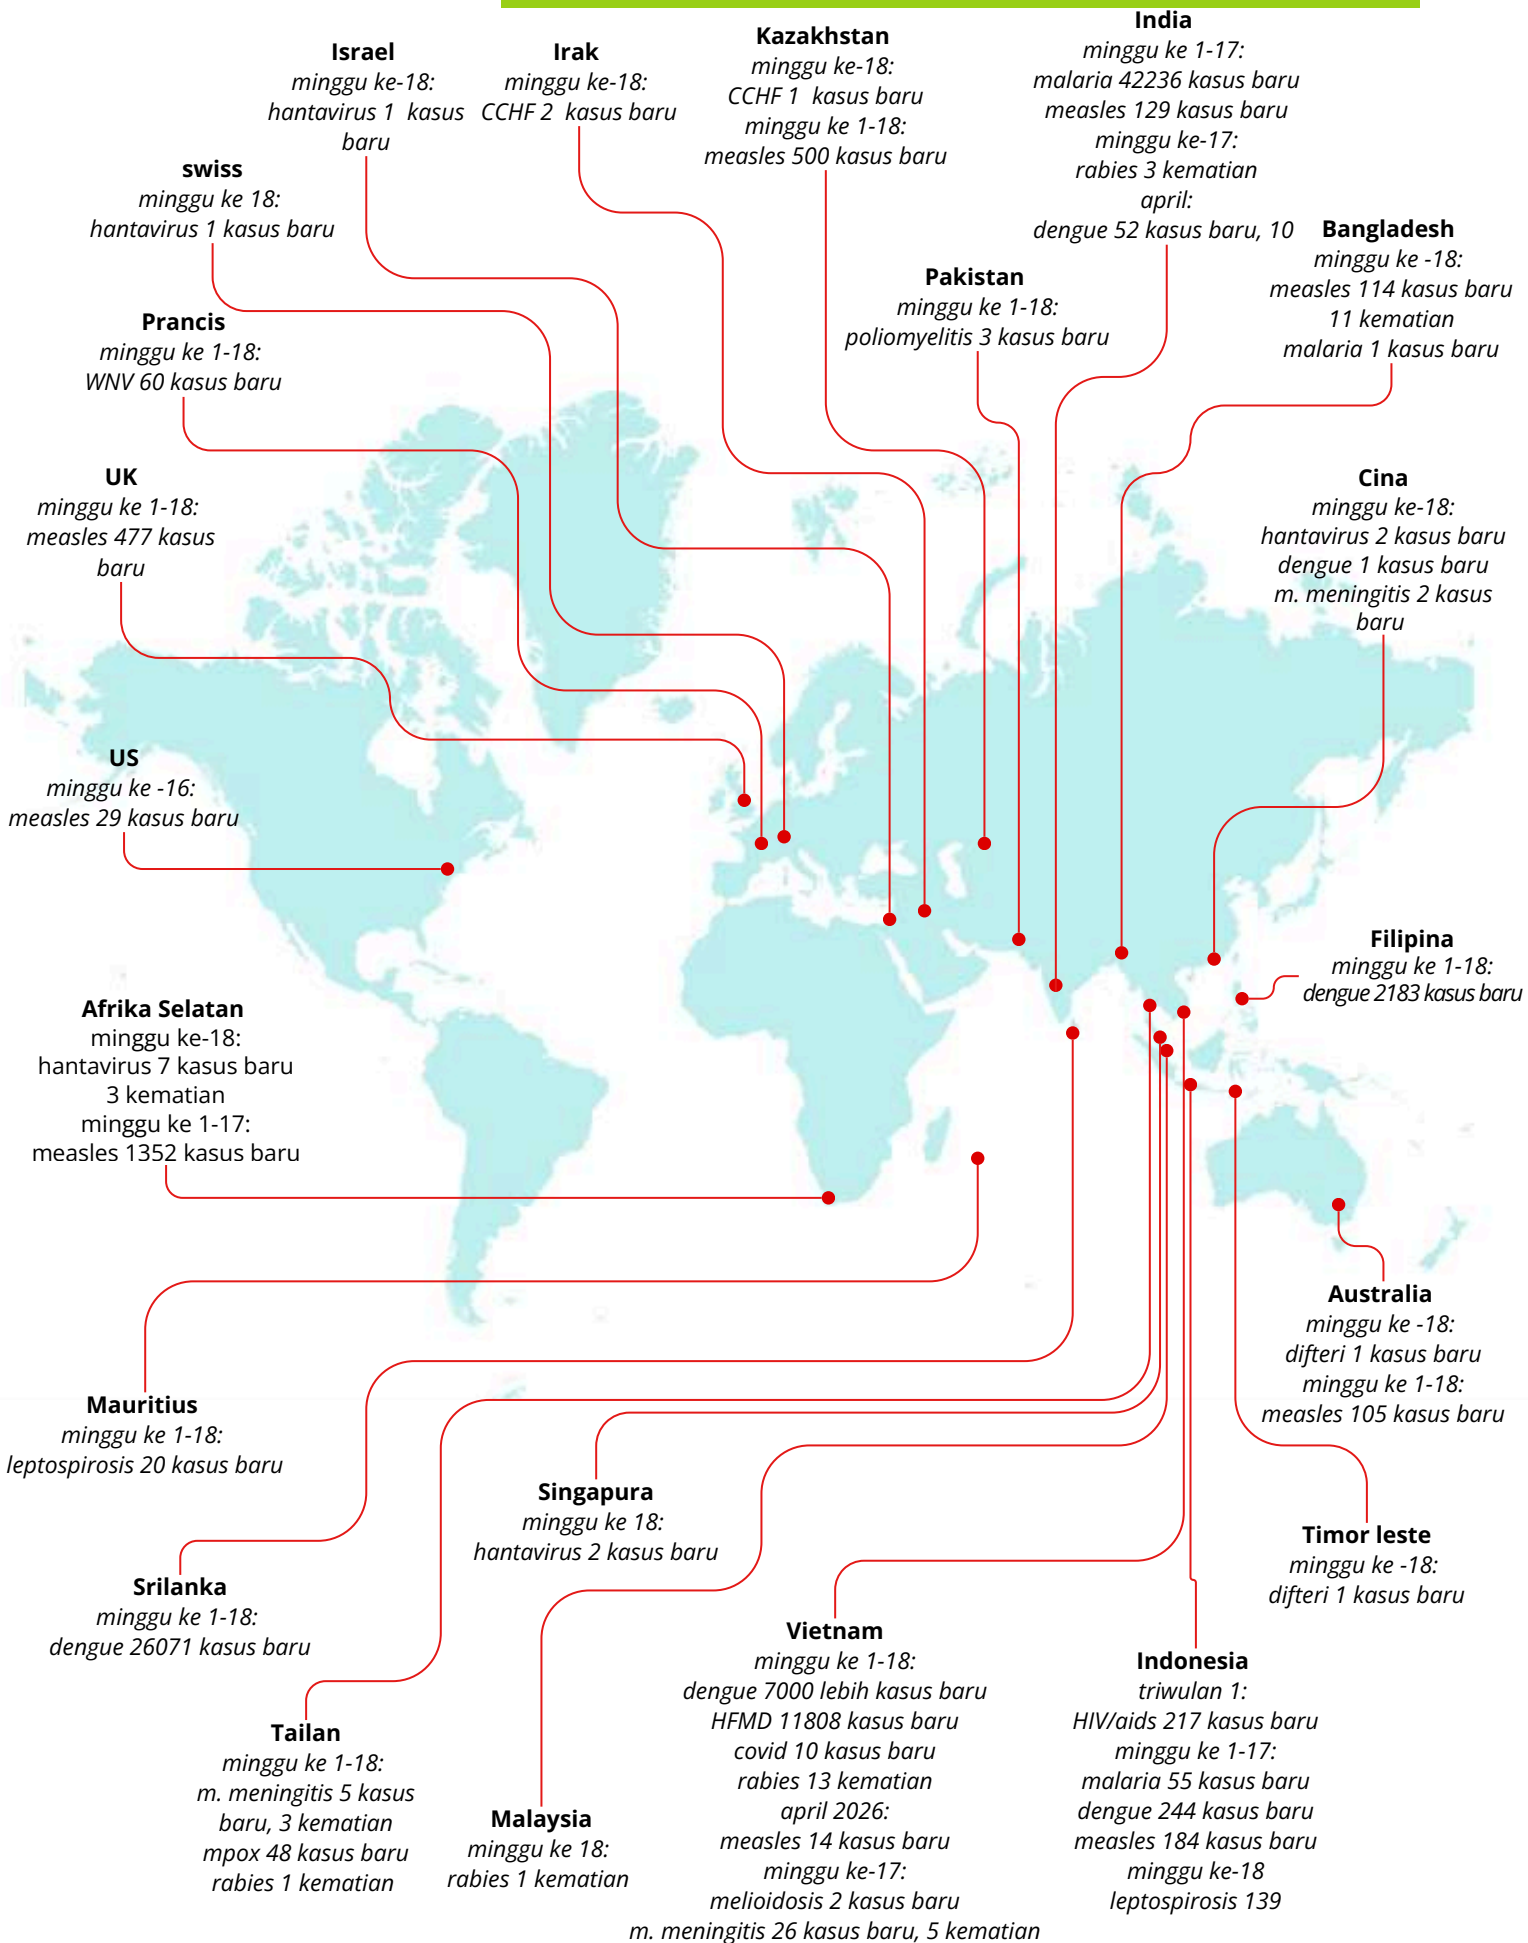 Israel
minggu ke-18:
hantavirus 1 kasus
baru
Irak
minggu ke-18:
CCHF 2 kasus baru
Kazakhstan
minggu ke-18:
CCHF 1 kasus baru
minggu ke 1-18:
measles 500 kasus baru
India
minggu ke 1-17:
malaria 42236 kasus baru
measles 129 kasus baru
minggu ke-17:
rabies 3 kematian
april:
dengue 52 kasus baru, 10
swiss
minggu ke 18:
hantavirus 1 kasus baru
Pakistan
minggu ke 1-18:
poliomyelitis 3 kasus baru
Bangladesh
minggu ke -18:
measles 114 kasus baru
11 kematian
malaria 1 kasus baru
Prancis
minggu ke 1-18:
WNV 60 kasus baru
UK
minggu ke 1-18:
measles 477 kasus
baru
Cina
minggu ke-18:
hantavirus 2 kasus baru
dengue 1 kasus baru
m. meningitis 2 kasus
baru
US
minggu ke -16:
measles 29 kasus baru
Filipina
minggu ke 1-18:
dengue 2183 kasus baru
Afrika Selatan
minggu ke-18:
hantavirus 7 kasus baru
3 kematian
minggu ke 1-17:
measles 1352 kasus baru
Australia
minggu ke -18:
difteri 1 kasus baru
minggu ke 1-18:
measles 105 kasus baru
Mauritius
minggu ke 1-18:
leptospirosis 20 kasus baru
Singapura
minggu ke 18:
hantavirus 2 kasus baru
Timor leste
minggu ke -18:
difteri 1 kasus baru
Srilanka
minggu ke 1-18:
dengue 26071 kasus baru
Tailan
minggu ke 1-18:
m. meningitis 5 kasus
baru, 3 kematian
mpox 48 kasus baru
rabies 1 kematian
Malaysia
minggu ke 18:
rabies 1 kematian
Vietnam
minggu ke 1-18:
dengue 7000 lebih kasus baru
HFMD 11808 kasus baru
covid 10 kasus baru
rabies 13 kematian
april 2026:
measles 14 kasus baru
minggu ke-17:
melioidosis 2 kasus baru
m. meningitis 26 kasus baru, 5 kematian
Indonesia
triwulan 1:
HIV/aids 217 kasus baru
minggu ke 1-17:
malaria 55 kasus baru
dengue 244 kasus baru
measles 184 kasus baru
minggu ke-18
leptospirosis 139